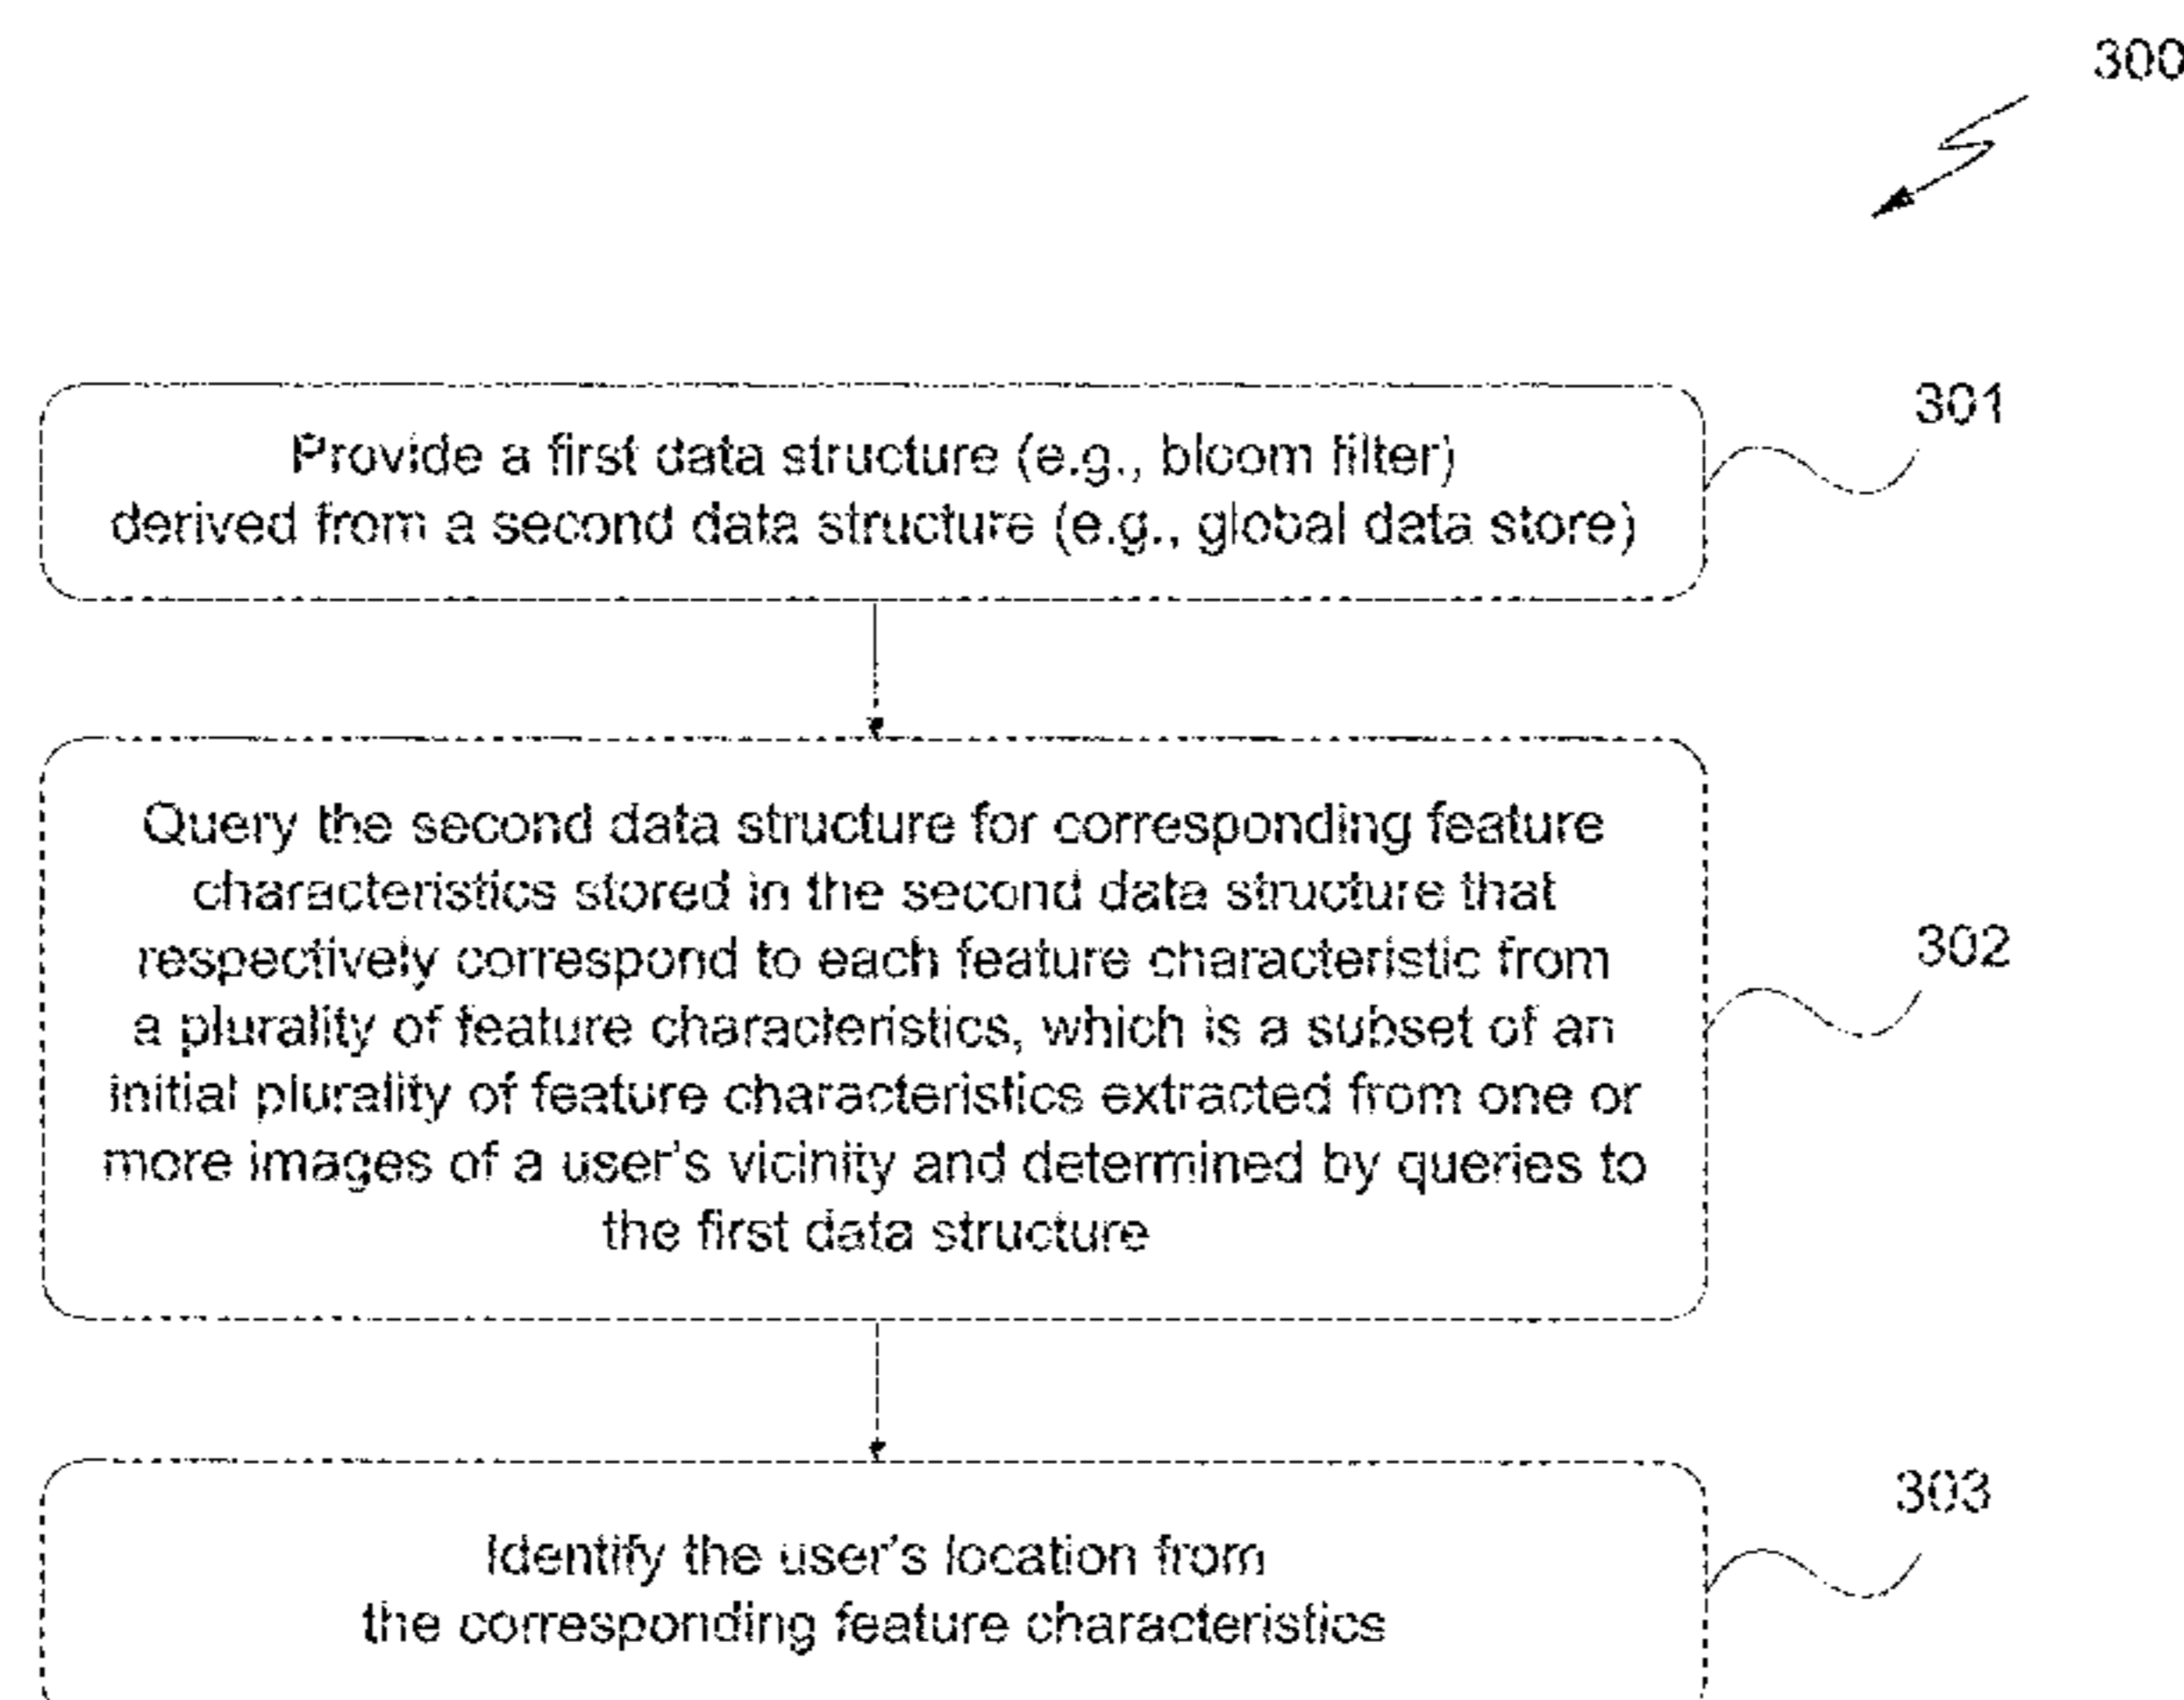 300
301
Provide a first data structure (e.g., bloom filter)
derived from a second data structure (e.g., global data store)
Query the second data structure for corresponding feature
characteristics stored in the second data structure that
302
respectively correspond to each feature characteristic from
a plurality of feature characteristics, which is a subset of an
initial plurality of feature characteristics extracted from one or
more images of a user's vicinity and determined by queries to
the first data structure
303
Identify the user's location from
the corresponding feature characteristics